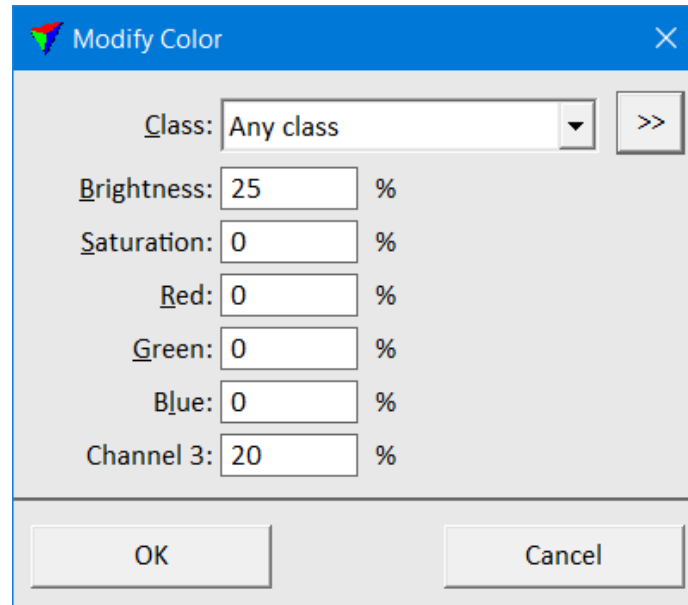 Modify Color
Class: Any class >>
Brightness: 25 %
Saturation: 0 %
Red: 0 %
Green: 0 %
Blue: 0 %
Channel 3: 20 %
OK Cancel